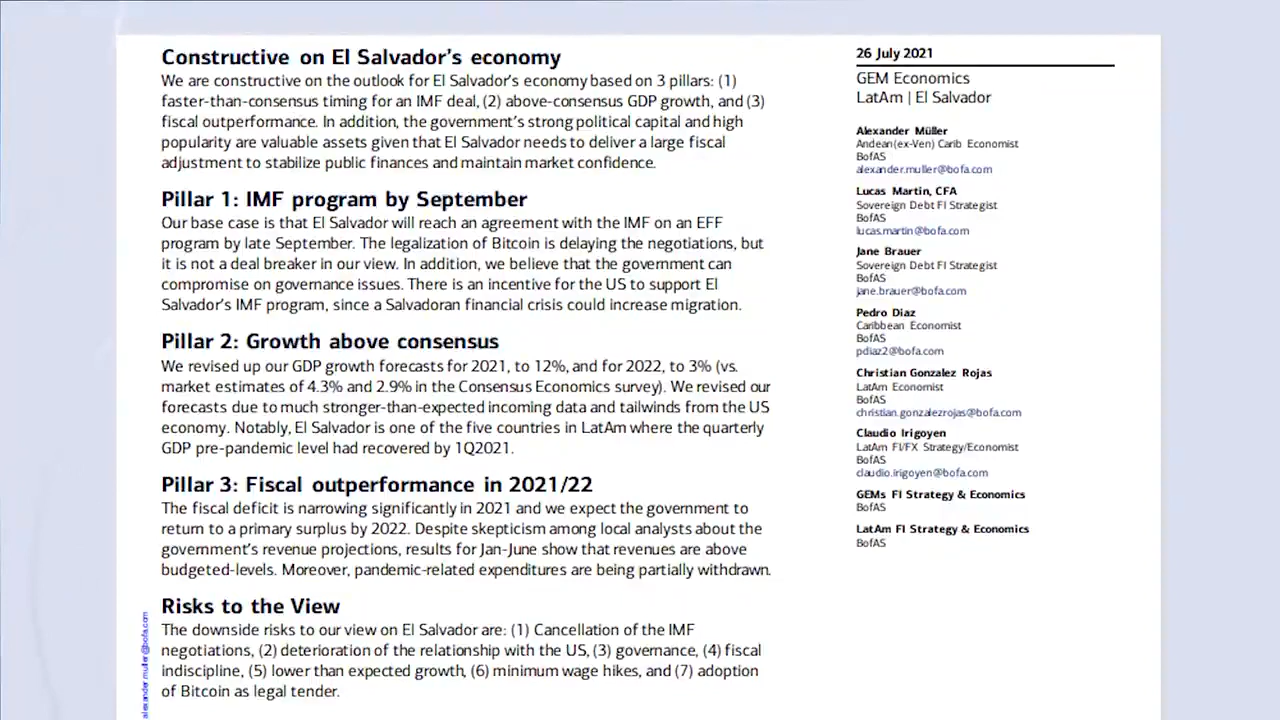 Constructive on El Salvador's economy
We are constructive on the outlook for El Salvador's economy based on 3 pillars: (1)
faster-than-consensus timing for an IMF deal, (2) above-consensus GDP growth, and (3)
fiscal outperformance. In addition, the government's strong political capital and high
popularity are valuable assets given that El Salvador needs to deliver a large fiscal
adjustment to stabilize public finances and maintain market confidence.
Pillar 1: IMF program by September
Our base case is that El Salvador will reach an agreement with the IMF on an EFF
program by late September. The legalization of Bitcoin is delaying the negotiations, but
it is not a deal breaker in our view. In addition, we believe that the government can
compromise on governance issues. There is an incentive for the US to support El
Salvador's IMF program, since a Salvadoran financial crisis could increase migration.
Pillar 2: Growth above consensus
We revised up our GDP growth forecasts for 2021, to 12%, and for 2022, to 3% (vs.
market estimates of 4.3% and 2.9% in the Consensus Economics survey). We revised our
forecasts due to much stronger-than-expected incoming data and tailwinds from the US
economy. Notably, El Salvador is one of the five countries in LatAm where the quarterly
GDP pre-pandemic level had recovered by 1Q2021.
Pillar 3: Fiscal outperformance in 2021/22
The fiscal deficit is narrowing significantly in 2021 and we expect the government to
return to a primary surplus by 2022. Despite skepticism among local analysts about the
government's revenue projections, results for Jan-June show that revenues are above
budgeted-levels. Moreover, pandemic-related expenditures are being partially withdrawn.
Risks to the View
The downside risks to our view on El Salvador are: (1) Cancellation of the IMF
negotiations, (2) deterioration of the relationship with the US, (3) governance, (4) fiscal
indiscipline, (5) lower than expected growth, (6) minimum wage hikes, and (7) adoption
of Bitcoin as legal tender.
alexander.muller@bofa.com
26 July 2021
GEM Economics
LatAm | El Salvador
Alexander Müller
Andean(ex-Ven) Carib Economist
BofAS
alexander.muller@bofa.com
Lucas Martin, CFA
Sovereign Debt FI Strategist
BofAS
lucas.martin@bofa.com
Jane Brauer
Sovereign Debt FI Strategist
BofAS
jane.brauer@bofa.com
Pedro Diaz
Caribbean Economist
BofAS
pdiaz2@bofa.com
Christian Gonzalez Rojas
LatAm Economist
BofAS
christian.gonzalezrojas@bofa.com
Claudio Irigoyen
LatAm FI/FX Strategy/Economist
BofAS
claudio.irigoyen@bofa.com
GEMs FI Strategy & Economics
BofAS
LatAm FI Strategy & Economics
BofAS